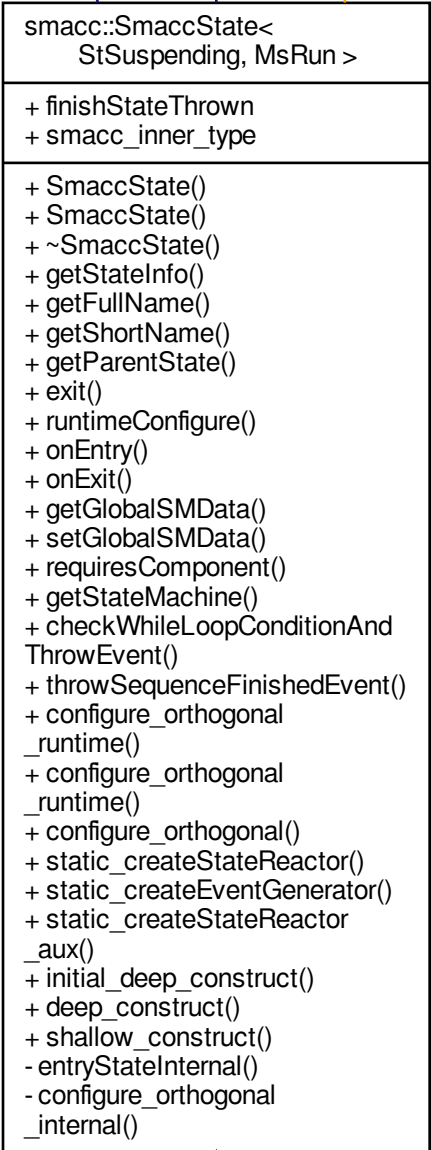 smacc::SmaccState<
StSuspending, MsRun >
+ finishStateThrown
+ smacc_inner_type
+ SmaccState()
+ SmaccState()
+ ~SmaccState()
+ getStateInfo()
+ getFullName()
+ getShortName()
+ getParentState()
+ exit()
+ runtimeConfigure()
+ onEntry()
+ onExit()
+ getGlobalSMData()
+ setGlobalSMData()
+ requiresComponent()
+ getStateMachine()
+ checkWhileLoopConditionAnd
ThrowEvent()
+ throwSequenceFinishedEvent()
+ configure_orthogonal
_runtime()
+ configure_orthogonal
_runtime()
+ configure_orthogonal()
+ static_createStateReactor()
+ static_createEventGenerator()
+ static_createStateReactor
_aux()
+ initial_deep_construct()
+ deep_construct()
+ shallow_construct()
- entryStateInternal()
- configure_orthogonal
_internal()